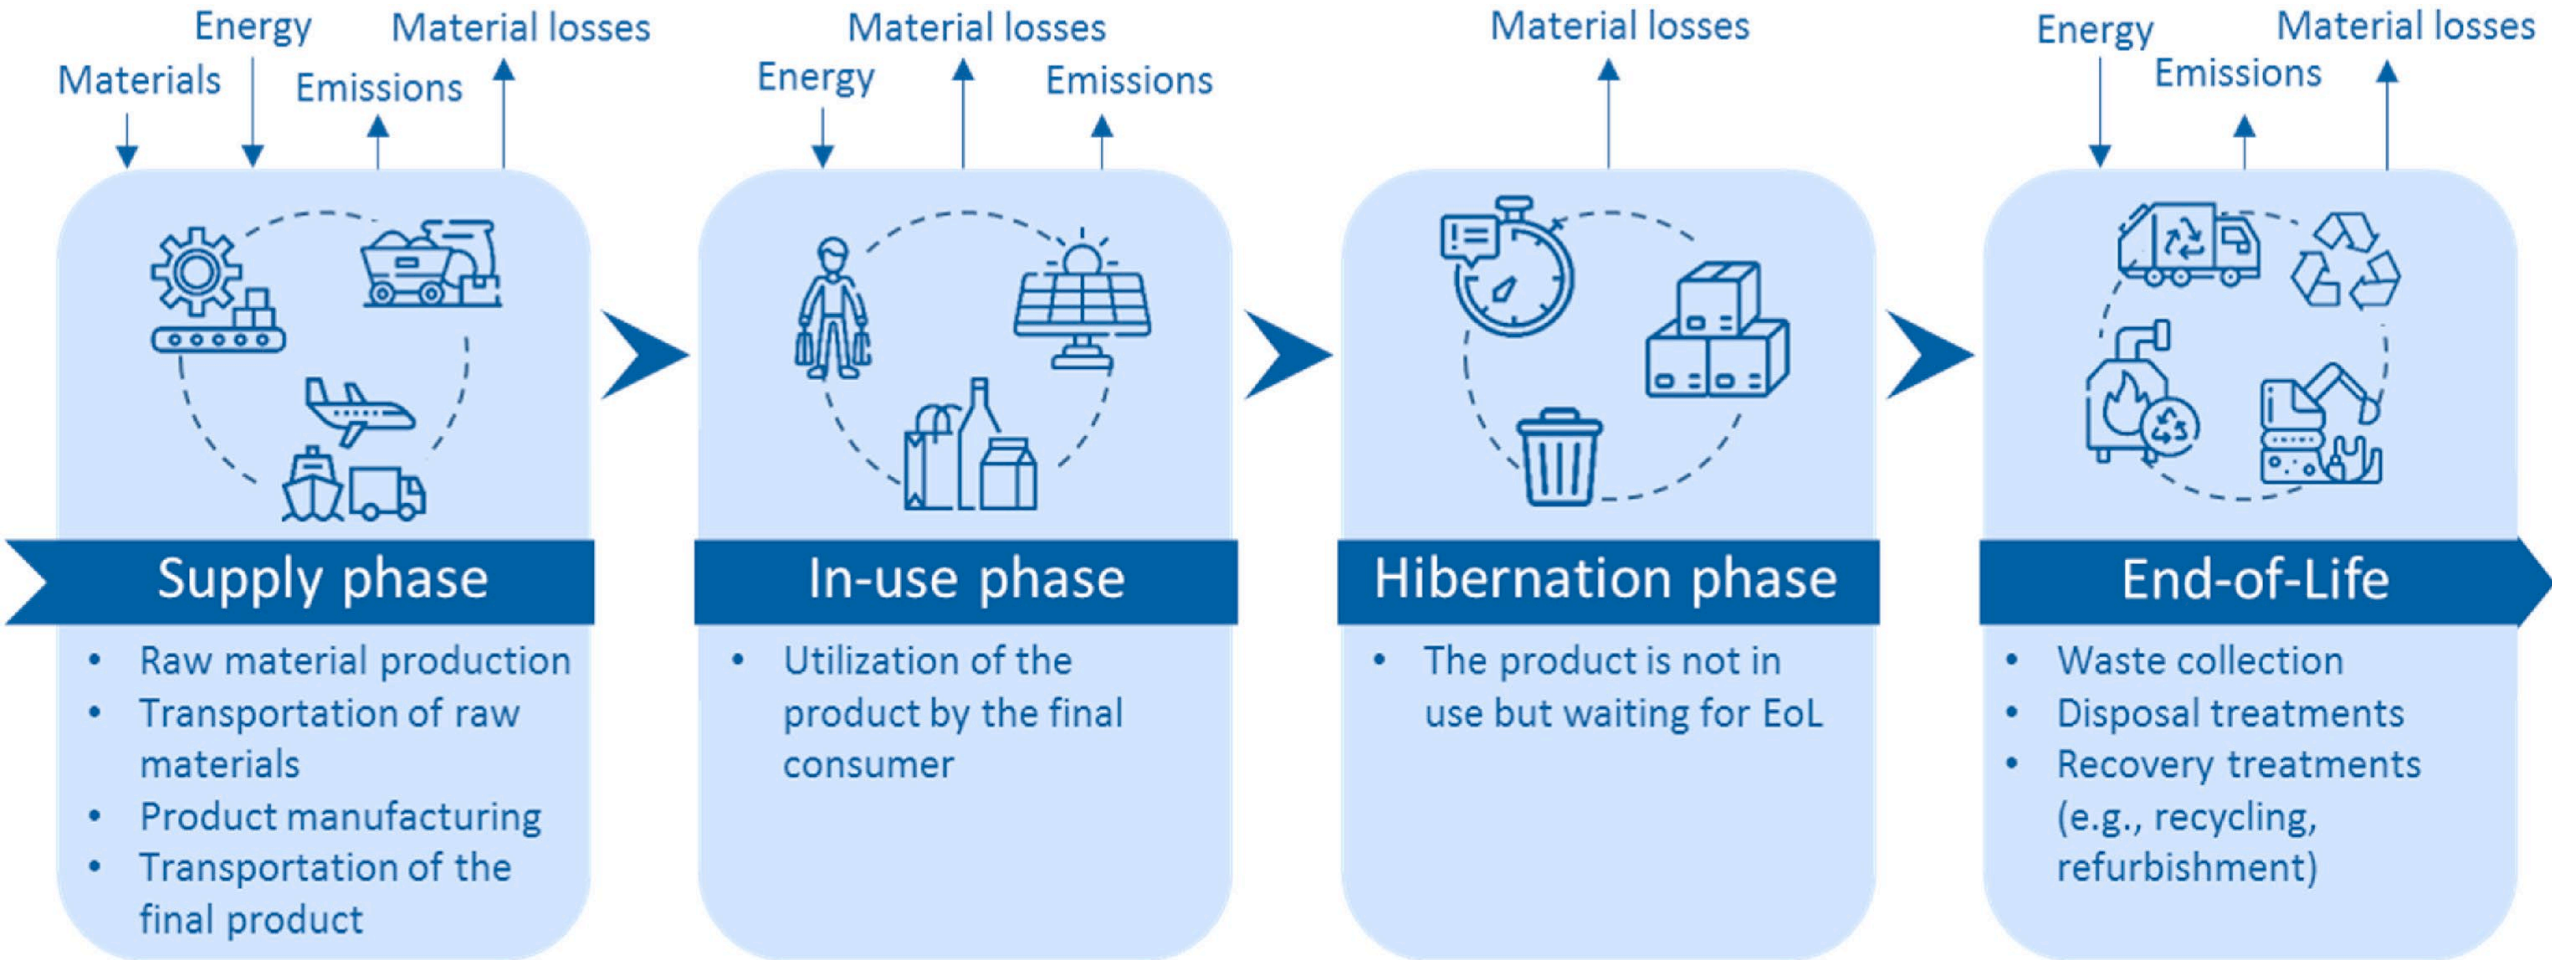 Materials
Energy
Emissions
Material losses
Supply phase
• Raw material production
• Transportation of raw
materials
• Product manufacturing
• Transportation of the
final product
Energy
Material losses
Emissions
In-use phase
• Utilization of the
product by the final
consumer
Material losses
Hibernation phase
• The product is not in
use but waiting for EoL
Energy
Emissions
Material losses
End-of-Life
• Waste collection
• Disposal treatments
• Recovery treatments
(e.g., recycling,
refurbishment)